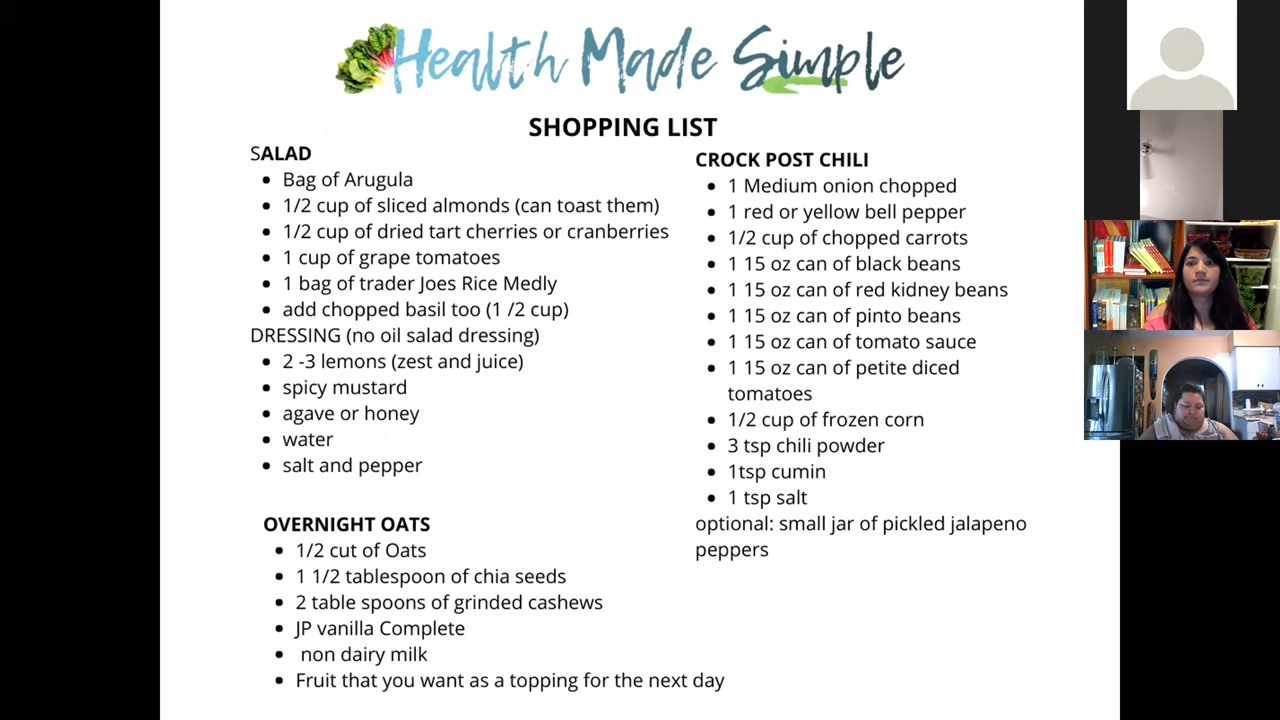 Health Made Simple
SHOPPING LIST
SALAD
• Bag of Arugula
• 1/2 cup of sliced almonds (can toast them)
• 1/2 cup of dried tart cherries or cranberries
• 1 cup of grape tomatoes
• 1 bag of trader Joes Rice Medly
• add chopped basil too (1 /2 cup)
DRESSING (no oil salad dressing)
• 2 -3 lemons (zest and juice)
• spicy mustard
• agave or honey
• water
• salt and pepper
OVERNIGHT OATS
• 1/2 cut of Oats
• 1 1/2 tablespoon of chia seeds
• 2 table spoons of grinded cashews
• JP vanilla Complete
• non dairy milk
• Fruit that you want as a topping for the next day
CROCK POST CHILI
• 1 Medium onion chopped
• 1 red or yellow bell pepper
• 1/2 cup of chopped carrots
• 1 15 oz can of black beans
• 1 15 oz can of red kidney beans
• 1 15 oz can of pinto beans
• 1 15 oz can of tomato sauce
• 1 15 oz can of petite diced
tomatoes
• 1/2 cup of frozen corn
• 3 tsp chili powder
• 1tsp cumin
• 1 tsp salt
optional: small jar of pickled jalapeno
peppers